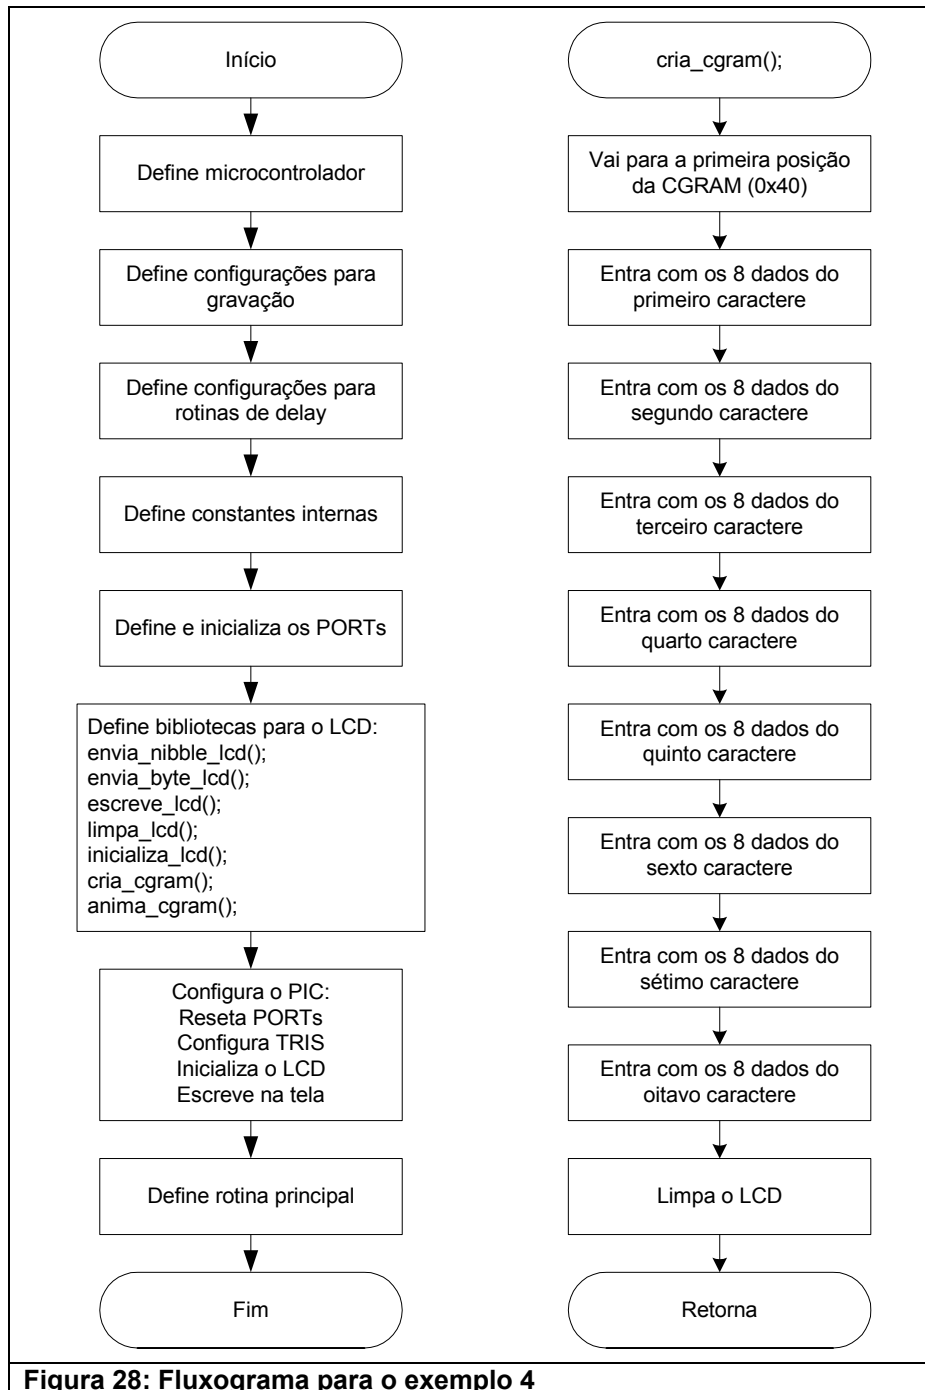 Início
Define microcontrolador
Define configurações para
gravação
Define configurações para
rotinas de delay
Define constantes internas
Define e inicializa os PORTs
Define bibliotecas para o LCD:
envia_nibble_lcd();
envia_byte_lcd();
escreve_lcd();
limpa_lcd();
inicializa_lcd();
cria_cgram();
anima_cgram();
Configura o PIC:
Reseta PORTs
Configura TRIS
Inicializa o LCD
Escreve na tela
Define rotina principal
Fim
cria_cgram();
Vai para a primeira posição
da CGRAM (0x40)
Entra com os 8 dados do
primeiro caractere
Entra com os 8 dados do
segundo caractere
Entra com os 8 dados do
terceiro caractere
Entra com os 8 dados do
quarto caractere
Entra com os 8 dados do
quinto caractere
Entra com os 8 dados do
sexto caractere
Entra com os 8 dados do
sétimo caractere
Entra com os 8 dados do
oitavo caractere
Limpa o LCD
Retorna
Figura 28: Fluxograma para o exemplo 4